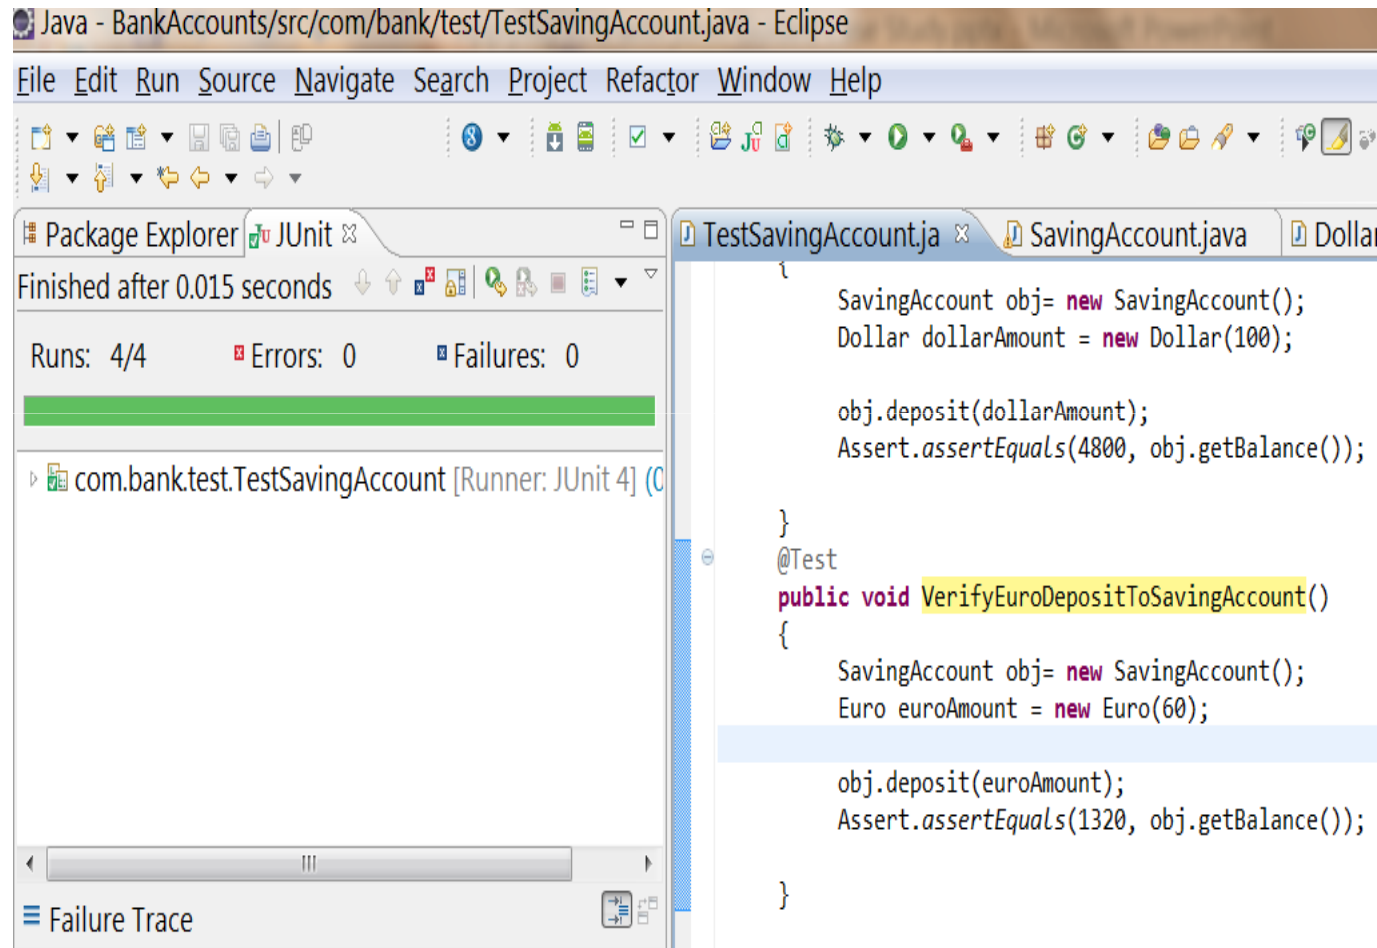 Java - BankAccounts/src/com/bank/test/TestSavingAccount.java - Eclipse
File Edit Run Source Navigate Search Project Refactor Window Help
Package Explorer JUnit
Finished after 0.015 seconds
Runs: 4/4 Errors: 0 Failures: 0
com.bank.test.TestSavingAccount [Runner: JUnit 4] (0
Failure Trace
TestSavingAccount.ja SavingAccount.java Dollar
{
SavingAccount obj= new SavingAccount();
Dollar dollarAmount = new Dollar(100);
obj.deposit(dollarAmount);
Assert.assertEquals(4800, obj.getBalance());
}
@Test
public void VerifyEuroDepositToSavingAccount()
{
SavingAccount obj= new SavingAccount();
Euro euroAmount = new Euro(60);
obj.deposit(euroAmount);
Assert.assertEquals(1320, obj.getBalance());
}